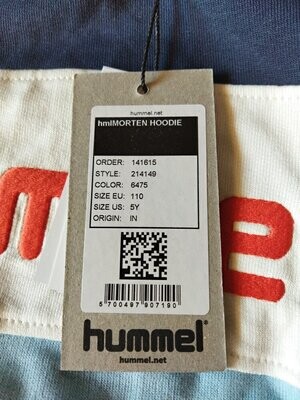 hummel.net
hmlMORTEN HOODIE
ORDER: 141615
STYLE: 214149
COLOR: 6475
SIZE EU: 110
SIZE US: 5Y
ORIGIN: IN
5 700497 907190
m e
hummel
hummel.net